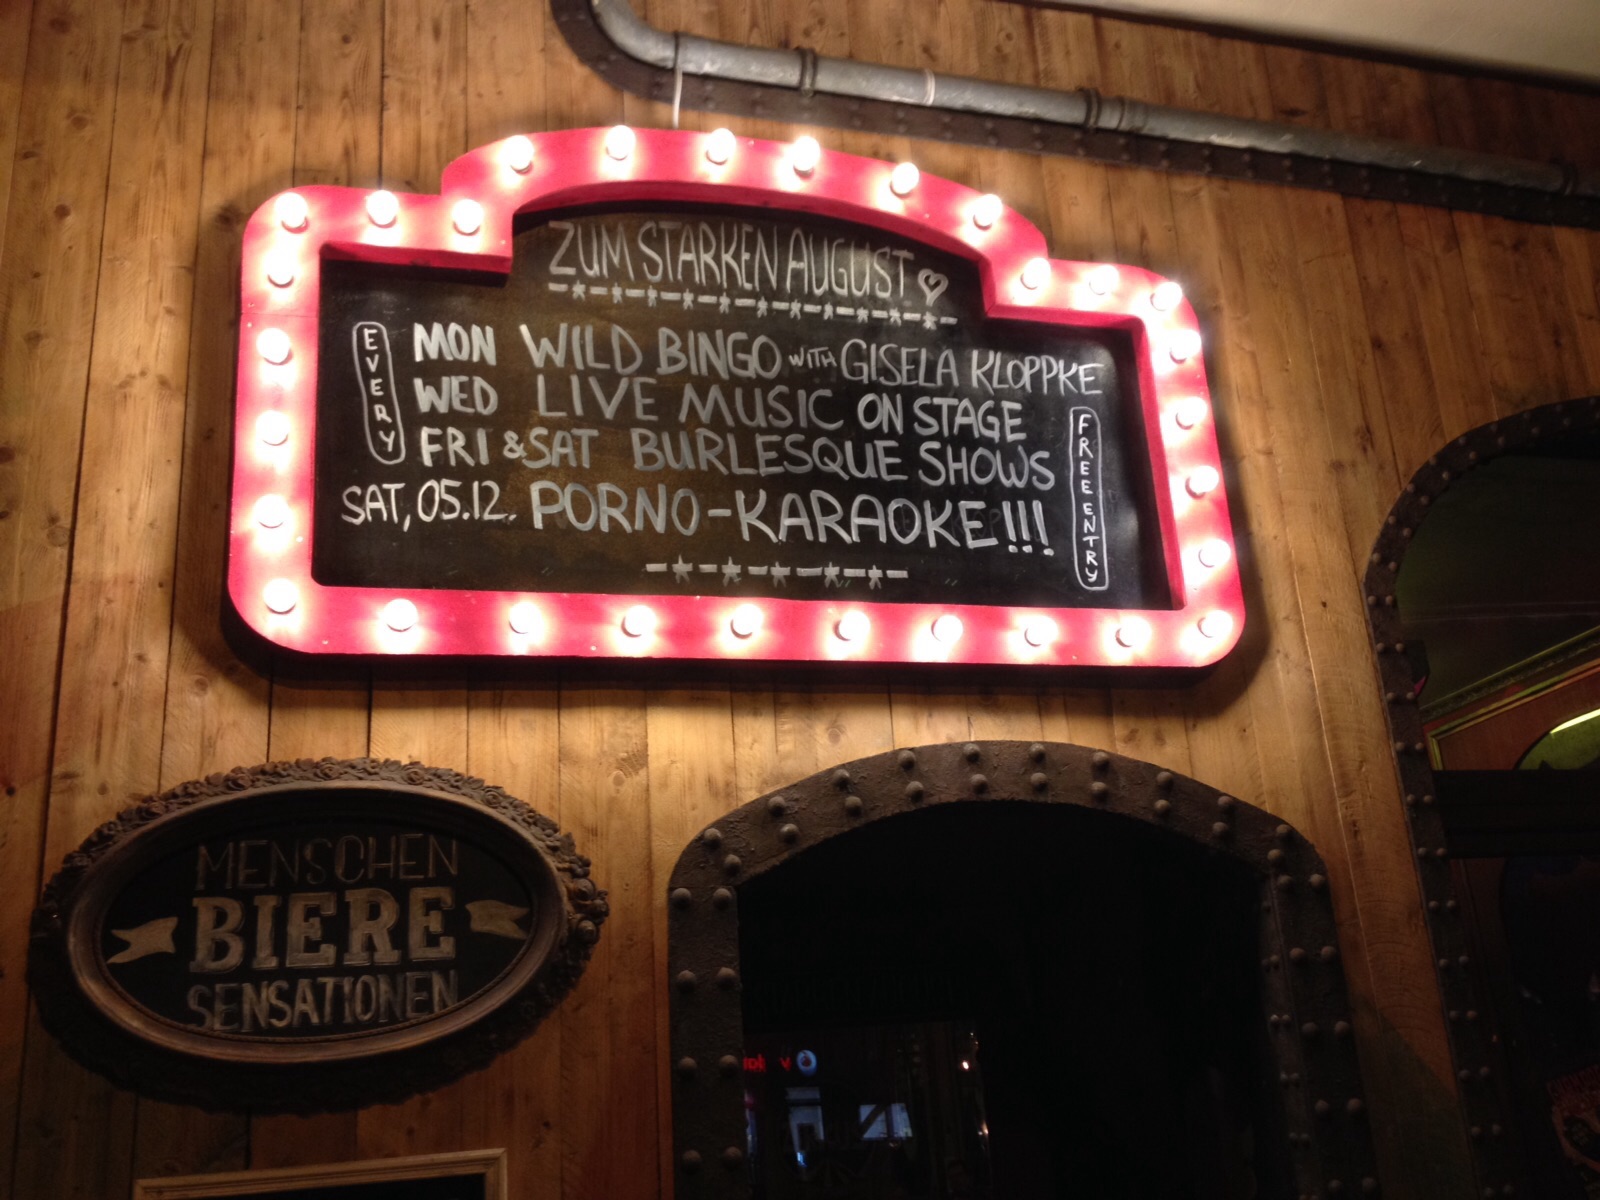 ZUM STARKEN AUGUST
EVERY
MON WILD BINGO WITH GISELA KLOPPKE
WED LIVE MUSIC ON STAGE
FRI & SAT BURLESQUE SHOWS
SAT, 05.12. PORNO-KARAOKE!!!
FREE ENTRY
MENSCHEN
BIERE
SENSATIONEN